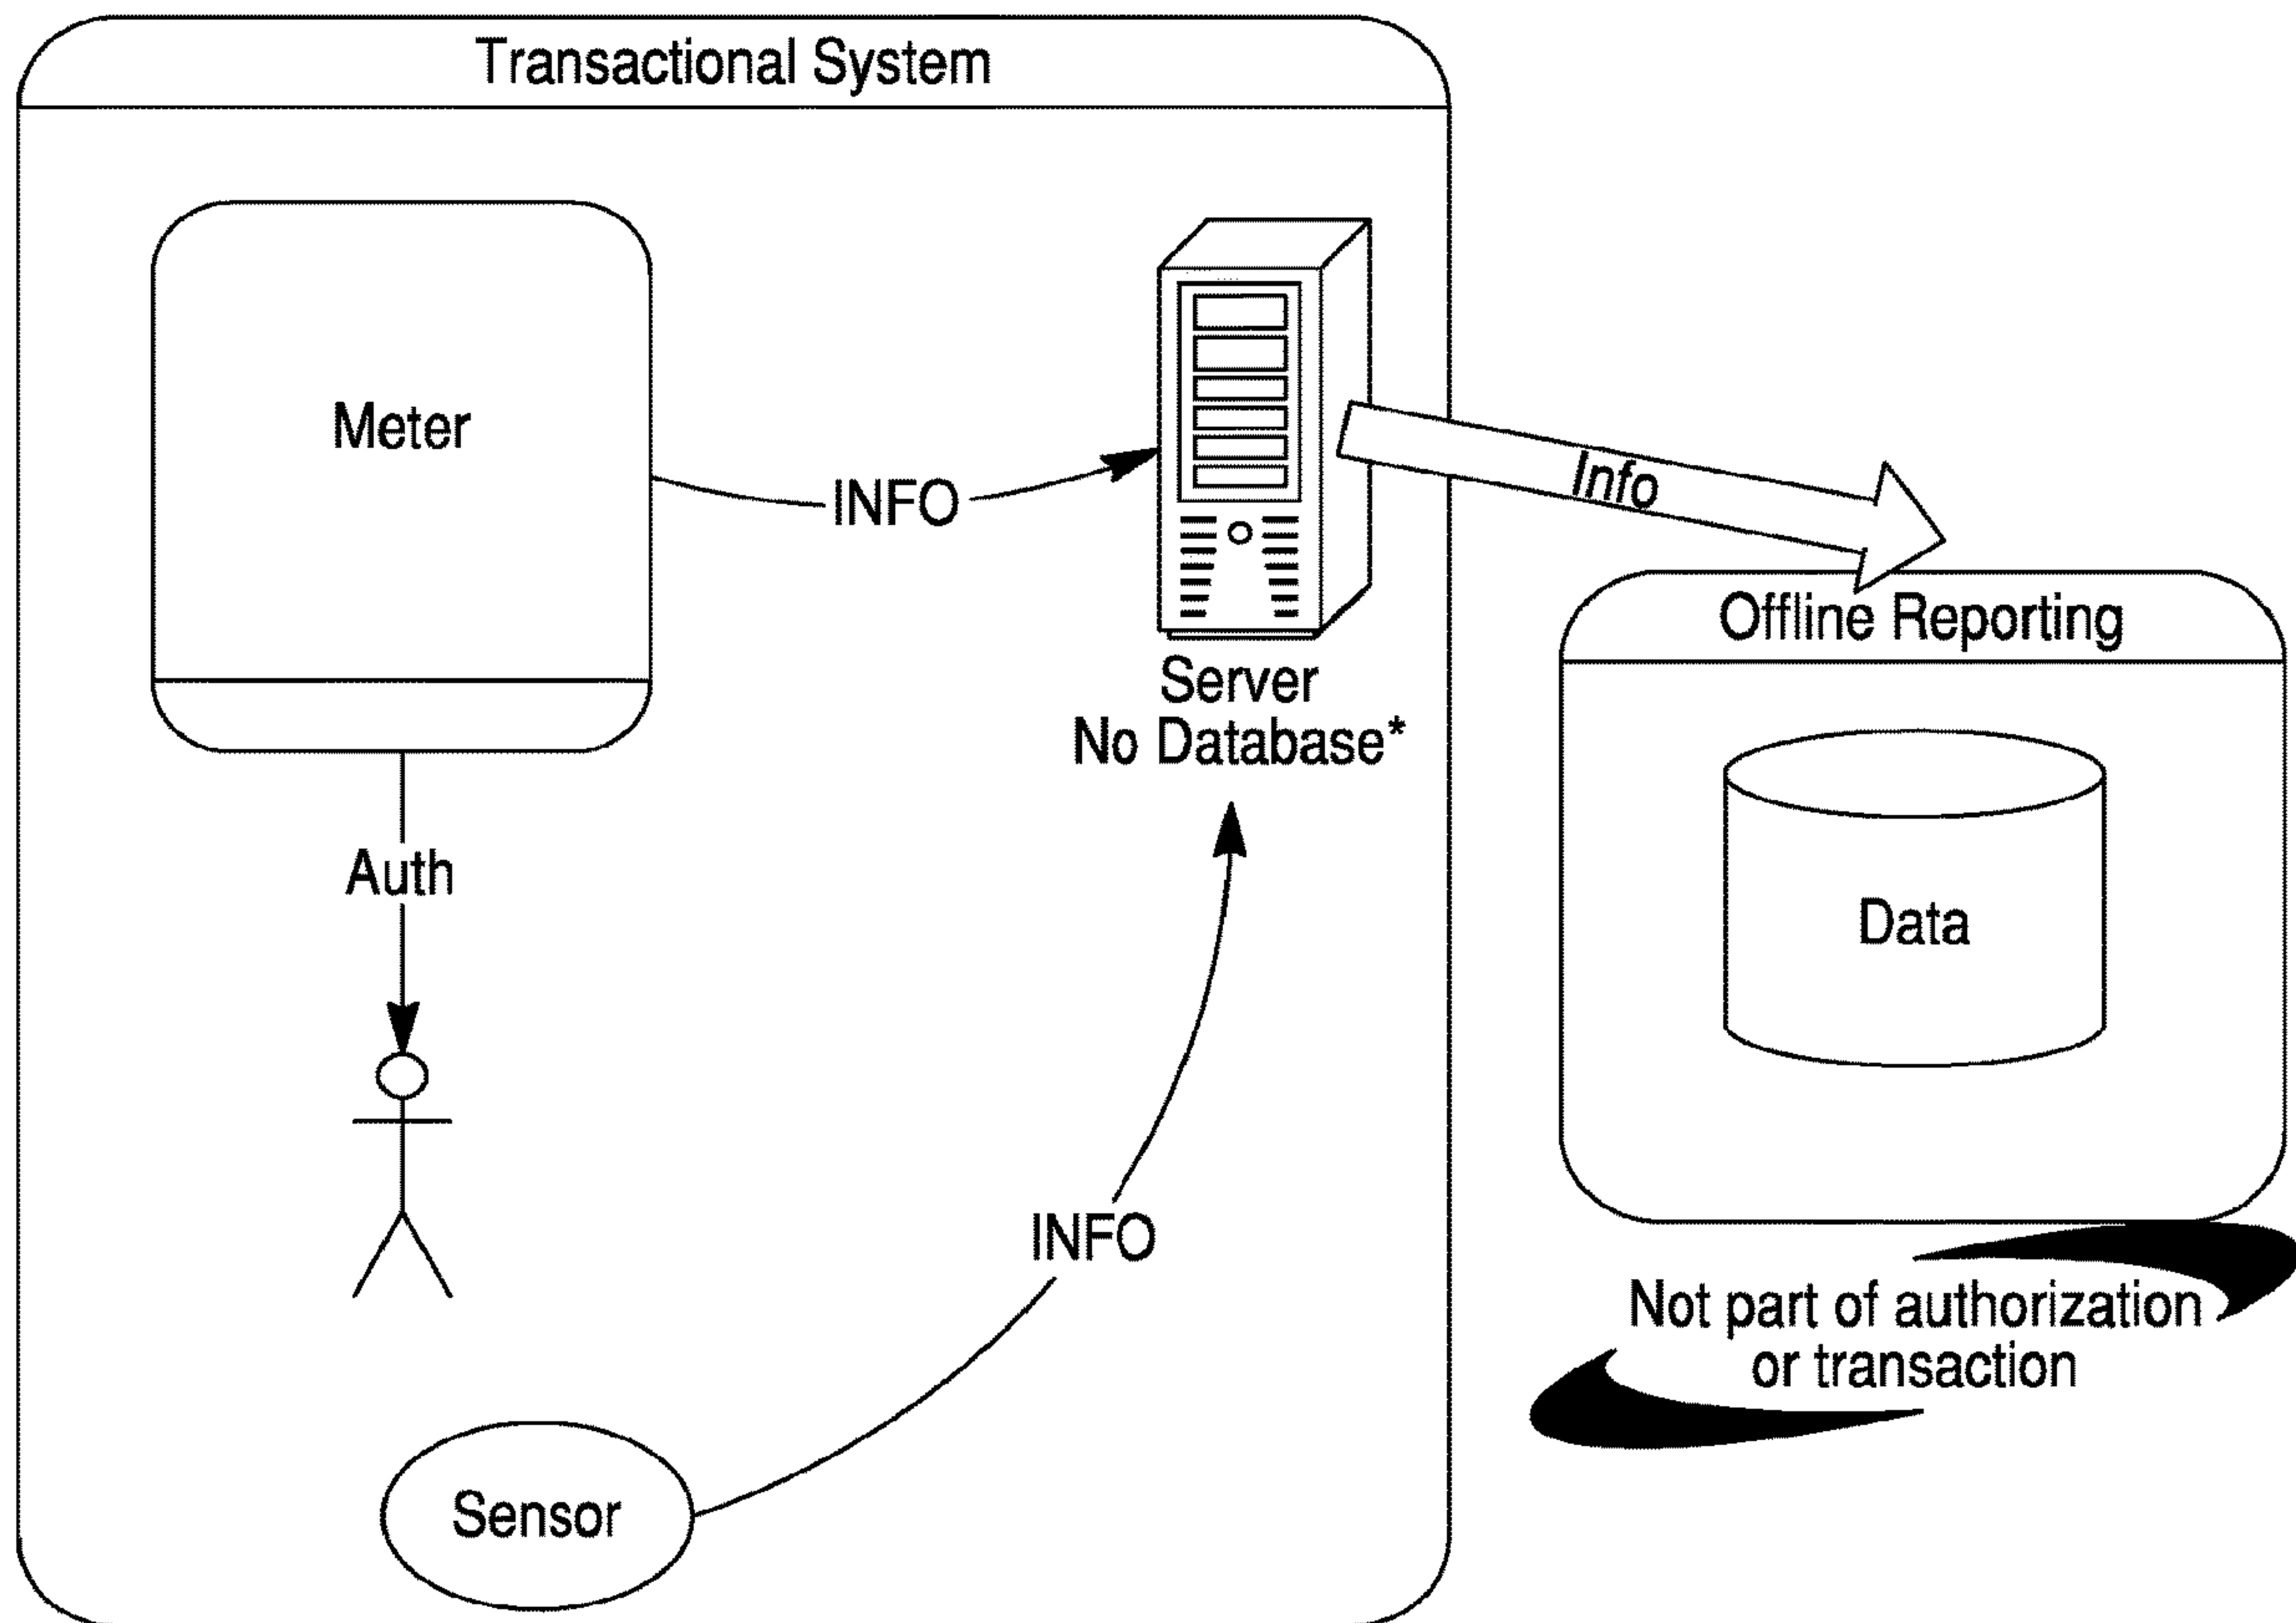 Transactional System
Meter
INFO
Info
Server
No Database*
Auth
INFO
Sensor
Offline Reporting
Data
Not part of authorization
or transaction